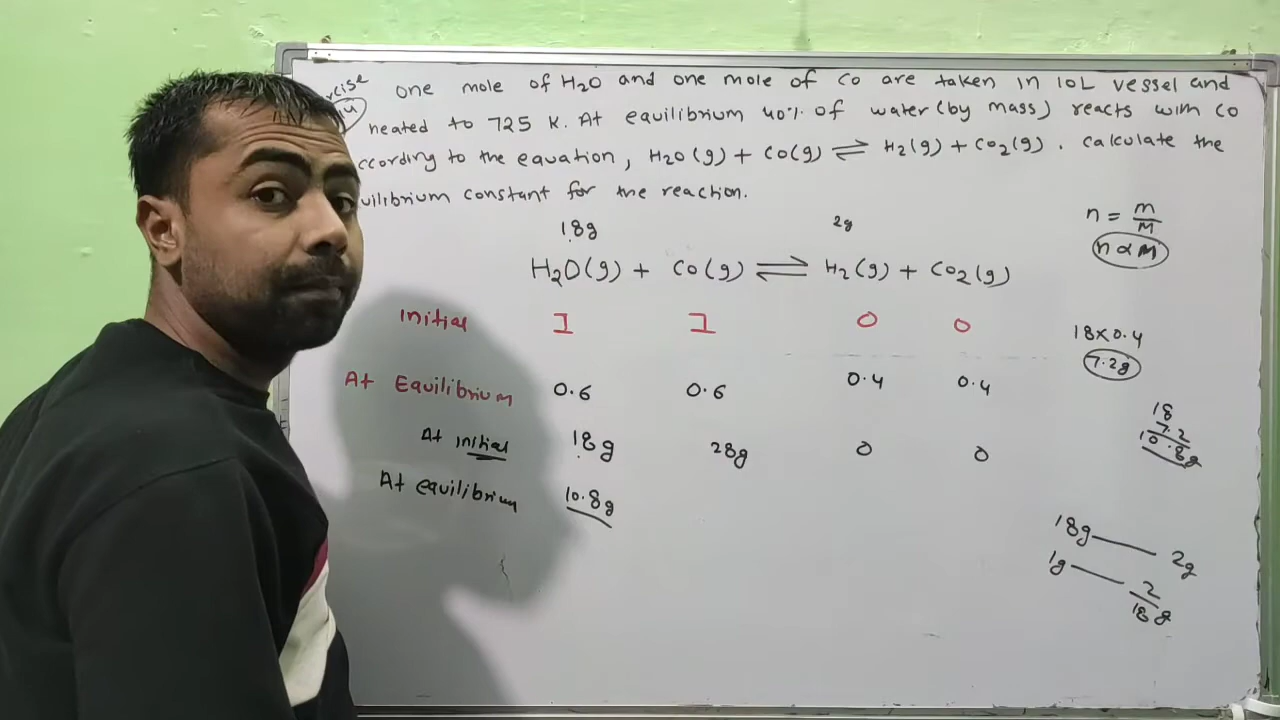 one mole of H2O and one mole of CO are taken in 10L vessel and
heated to 725 K. At equilibrium 40% of water (by mass) reacts with CO
ccording to the equation, H2O(g) + CO(g) ⇌ H2(g) + CO2(g). calculate the
uilibrium constant for the reaction.
18g 2g
H2O(g) + CO(g) ⇌ H2(g) + CO2(g)
Initial 1 1 0 0
At Equilibrium 0.6 0.6 0.4 0.4
At initial 18g 28g 0 0
At equilibrium 10.8g
n = m/M
n ∝ M
18×0.4
7.2g
18
7.2
10.8g
18g — 2g
1g — 2/18 g